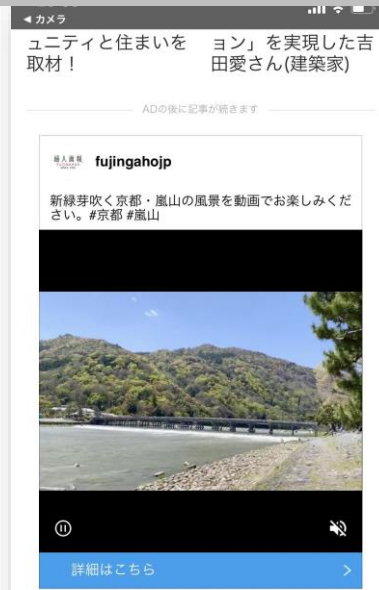 ◀ カメラ
ュニティと住まいを
取材！
ョン」を実現した吉
田愛さん(建築家)
ADの後に記事が続きます
婦人画報
fujingahojp
新緑芽吹く京都・嵐山の風景を動画でお楽しみくだ
さい。#京都 #嵐山
詳細はこちら